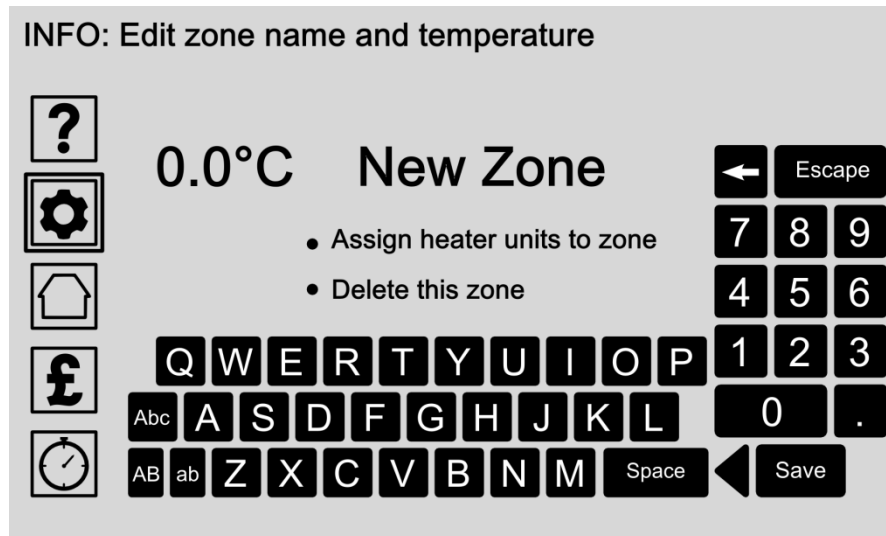 INFO: Edit zone name and temperature
?
0.0°C New Zone
Escape
• Assign heater units to zone
7 8 9
• Delete this zone
4 5 6
£
Q W E R T Y U I O P
1 2 3
Abc A S D F G H J K L
0 .
AB ab Z X C V B N M Space
Save